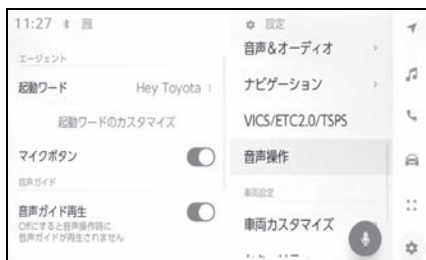 11:27
エージェント
起動ワード Hey Toyota
起動ワードのカスタマイズ
マイクボタン
音声ガイド
音声ガイド再生
Offにすると音声操作時に
音声ガイドが再生されません
設定
音声&オーディオ
ナビゲーション
VICS/ETC2.0/TSPS
音声操作
車両設定
車両カスタマイズ